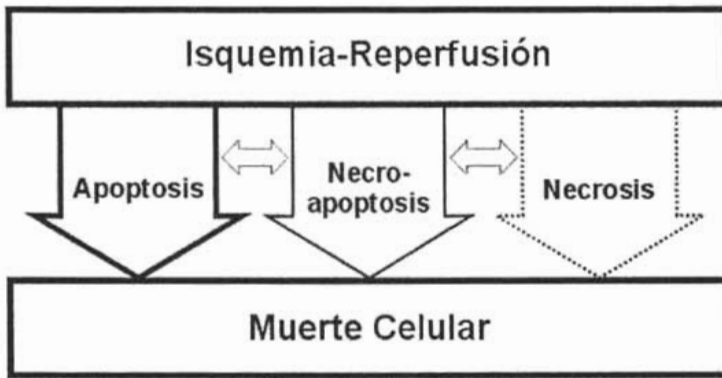 Isquemia-Reperfusión
Apoptosis
Necro-
apoptosis
Necrosis
Muerte Celular